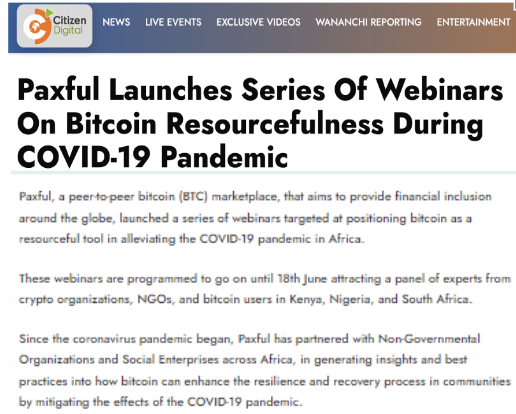 Citizen Digital NEWS LIVE EVENTS EXCLUSIVE VIDEOS WANANCHI REPORTING ENTERTAINMENT
Paxful Launches Series Of Webinars
On Bitcoin Resourcefulness During
COVID-19 Pandemic
Paxful, a peer-to-peer bitcoin (BTC) marketplace, that aims to provide financial inclusion
around the globe, launched a series of webinars targeted at positioning bitcoin as a
resourceful tool in alleviating the COVID-19 pandemic in Africa.
These webinars are programmed to go on until 18th June attracting a panel of experts from
crypto organizations, NGOs, and bitcoin users in Kenya, Nigeria, and South Africa.
Since the coronavirus pandemic began, Paxful has partnered with Non-Governmental
Organizations and Social Enterprises across Africa, in generating insights and best
practices into how bitcoin can enhance the resilience and recovery process in communities
by mitigating the effects of the COVID-19 pandemic.